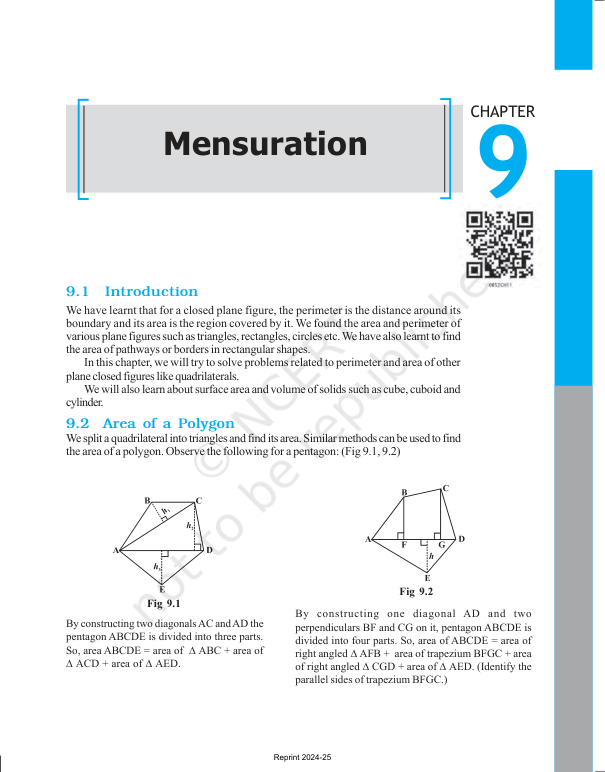 CHAPTER
9
Mensuration
0852CH11
9.1 Introduction
We have learnt that for a closed plane figure, the perimeter is the distance around its
boundary and its area is the region covered by it. We found the area and perimeter of
various plane figures such as triangles, rectangles, circles etc. We have also learnt to find
the area of pathways or borders in rectangular shapes.
In this chapter, we will try to solve problems related to perimeter and area of other
plane closed figures like quadrilaterals.
We will also learn about surface area and volume of solids such as cube, cuboid and
cylinder.
9.2 Area of a Polygon
We split a quadrilateral into triangles and find its area. Similar methods can be used to find
the area of a polygon. Observe the following for a pentagon: (Fig 9.1, 9.2)
B C
h₁
h₂
A D
h₃
E
Fig 9.1
By constructing two diagonals AC and AD the
pentagon ABCDE is divided into three parts.
So, area ABCDE = area of Δ ABC + area of
Δ ACD + area of Δ AED.
C
B
A F G D
h
E
Fig 9.2
By constructing one diagonal AD and two
perpendiculars BF and CG on it, pentagon ABCDE is
divided into four parts. So, area of ABCDE = area of
right angled Δ AFB + area of trapezium BFGC + area
of right angled Δ CGD + area of Δ AED. (Identify the
parallel sides of trapezium BFGC.)
© NCERT
not to be republished
Reprint 2024-25